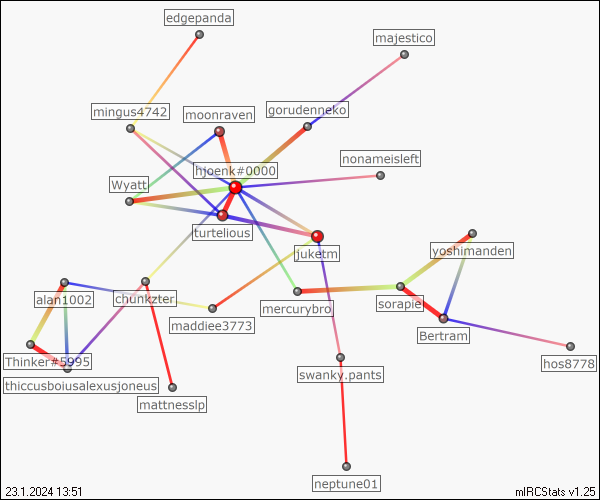 edgepanda
majestico
mingus4742
moonraven
gorudenneko
hjoenk#0000
nonameisleft
Wyatt
turtelious
juketm
yoshimanden
alan1002
chunkzter
mercurybro
sorapie
maddiee3773
Bertram
Thinker#5995
hos8778
thiccusboiusalexusjoneus
swanky.pants
mattnesslp
neptune01
23.1.2024 13:51
mIRCStats v1.25